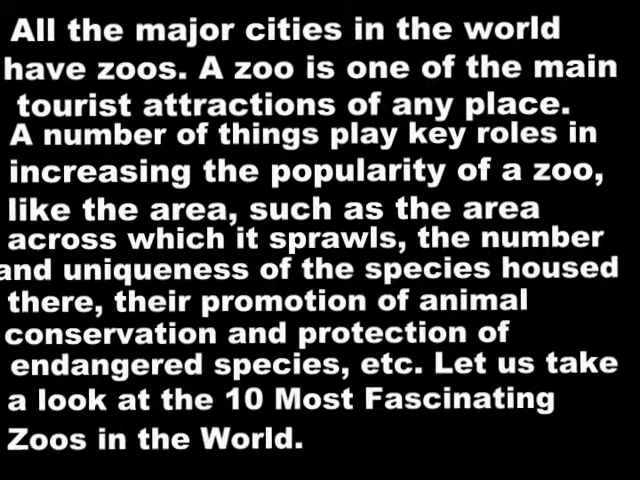 All the major cities in the world
have zoos. A zoo is one of the main
tourist attractions of any place.
A number of things play key roles in
increasing the popularity of a zoo,
like the area, such as the area
across which it sprawls, the number
and uniqueness of the species housed
there, their promotion of animal
conservation and protection of
endangered species, etc. Let us take
a look at the 10 Most Fascinating
Zoos in the World.